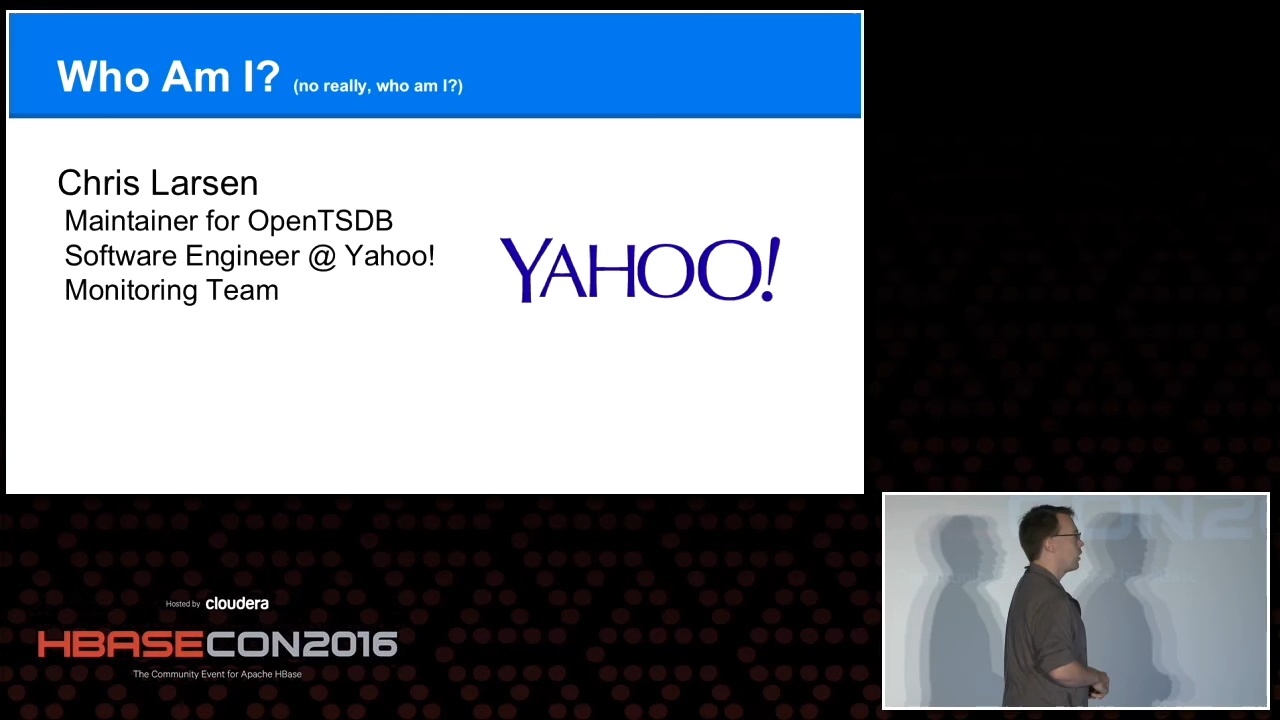 Who Am I? (no really, who am I?)
Chris Larsen
Maintainer for OpenTSDB
Software Engineer @ Yahoo!
Monitoring Team
YAHOO!
CON2
Hosted by cloudera
HBASECON2016
The Community Event for Apache HBase